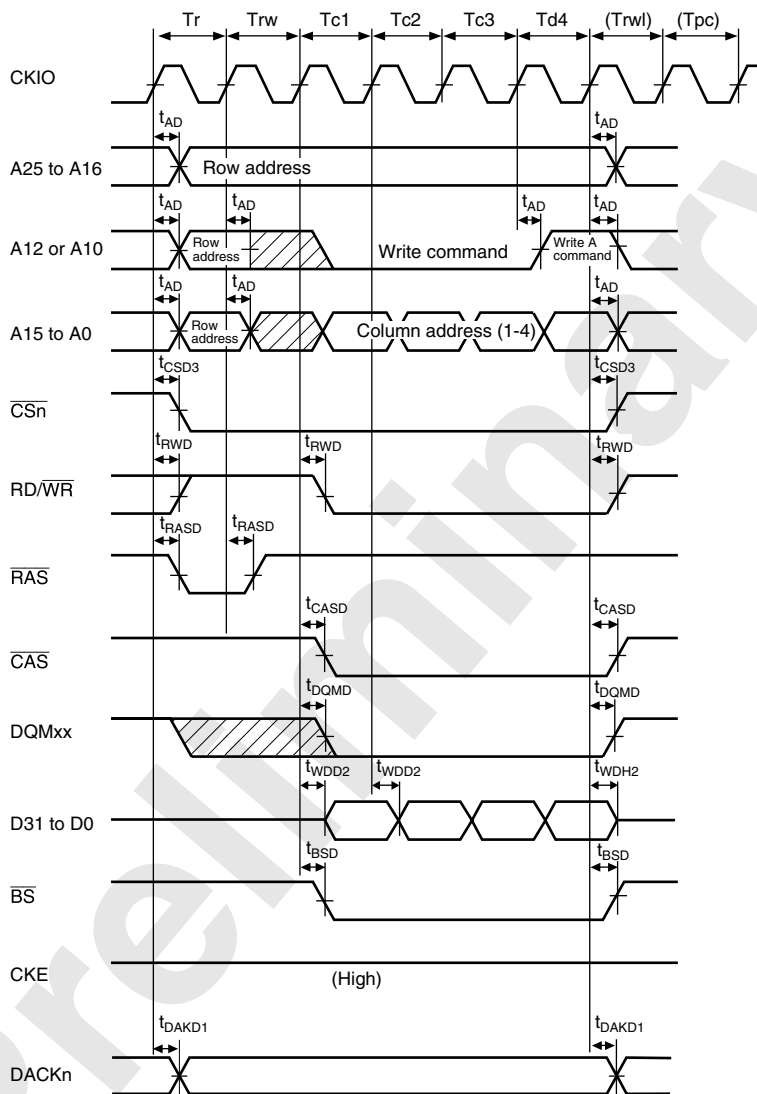 Tr Trw Tc1 Tc2 Tc3 Td4 (Trwl) (Tpc)
CKIO
tAD tAD
A25 to A16 Row address
tAD tAD tAD tAD
A12 or A10 Row address Write command Write A command
tAD tAD tAD
A15 to A0 Row address Column address (1-4)
tCSD3 tCSD3
CSn
tRWD tRWD tRWD
RD/WR
tRASD tRASD
RAS
tCASD tCASD
CAS
tDQMD tDQMD
DQMxx
tWDD2 tWDD2 tWDH2
D31 to D0
tBSD tBSD
BS
CKE (High)
tDAKD1 tDAKD1
DACKn
Preliminary